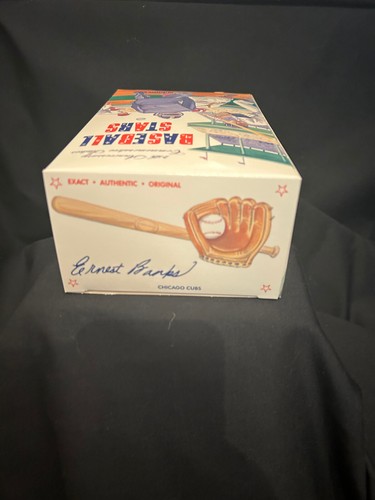 BASEBALL
STARS
EXACT • AUTHENTIC • ORIGINAL
Ernest Banks
CHICAGO CUBS